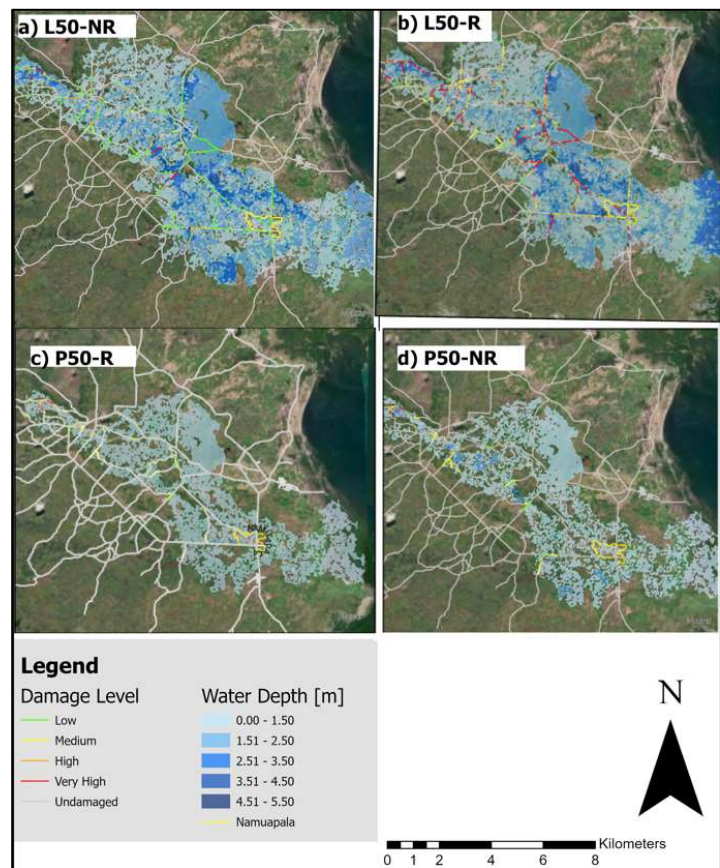 a) L50-NR
b) L50-R
c) P50-R
d) P50-NR
Legend
Damage Level
Low
Medium
High
Very High
Undamaged
Water Depth [m]
0.00 - 1.50
1.51 - 2.50
2.51 - 3.50
3.51 - 4.50
4.51 - 5.50
Namuapala
N
Kilometers
0 1 2 4 6 8